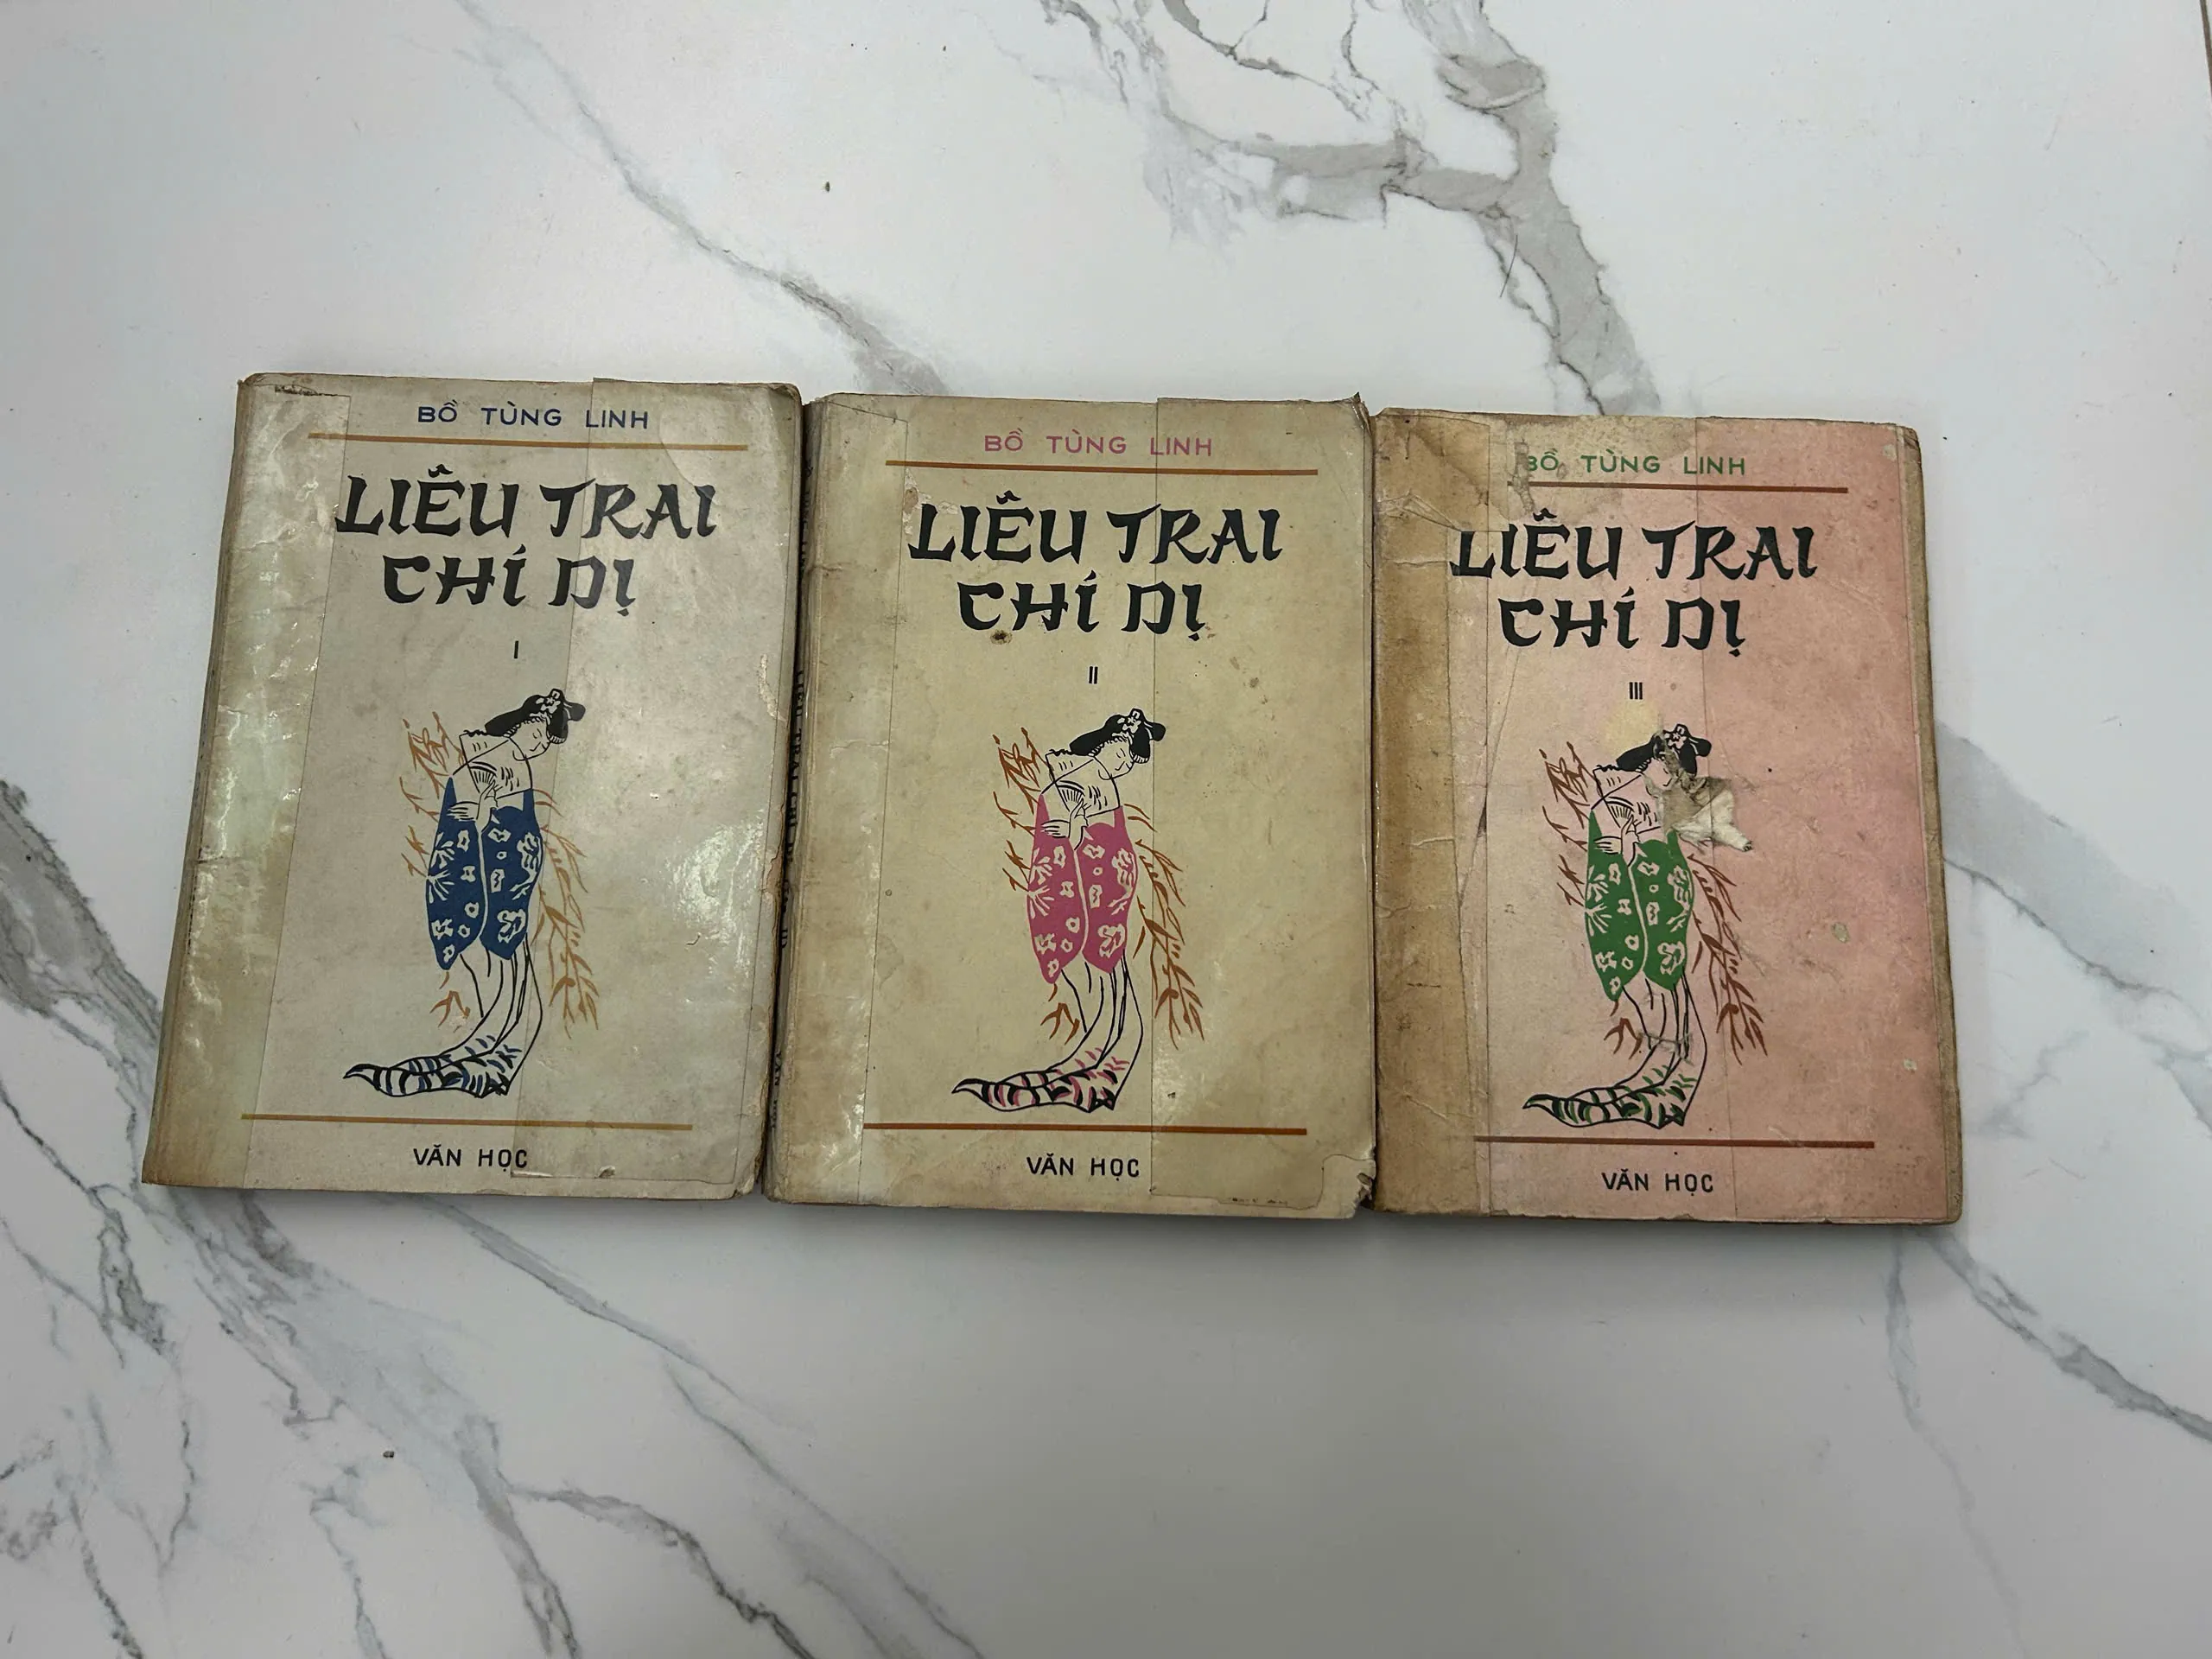 BỒ TÙNG LINH
LIÊU TRAI
CHÍ DỊ
I
VĂN HỌC
BỒ TÙNG LINH
LIÊU TRAI
CHÍ DỊ
II
VĂN HỌC
BỒ TÙNG LINH
LIÊU TRAI
CHÍ DỊ
III
VĂN HỌC